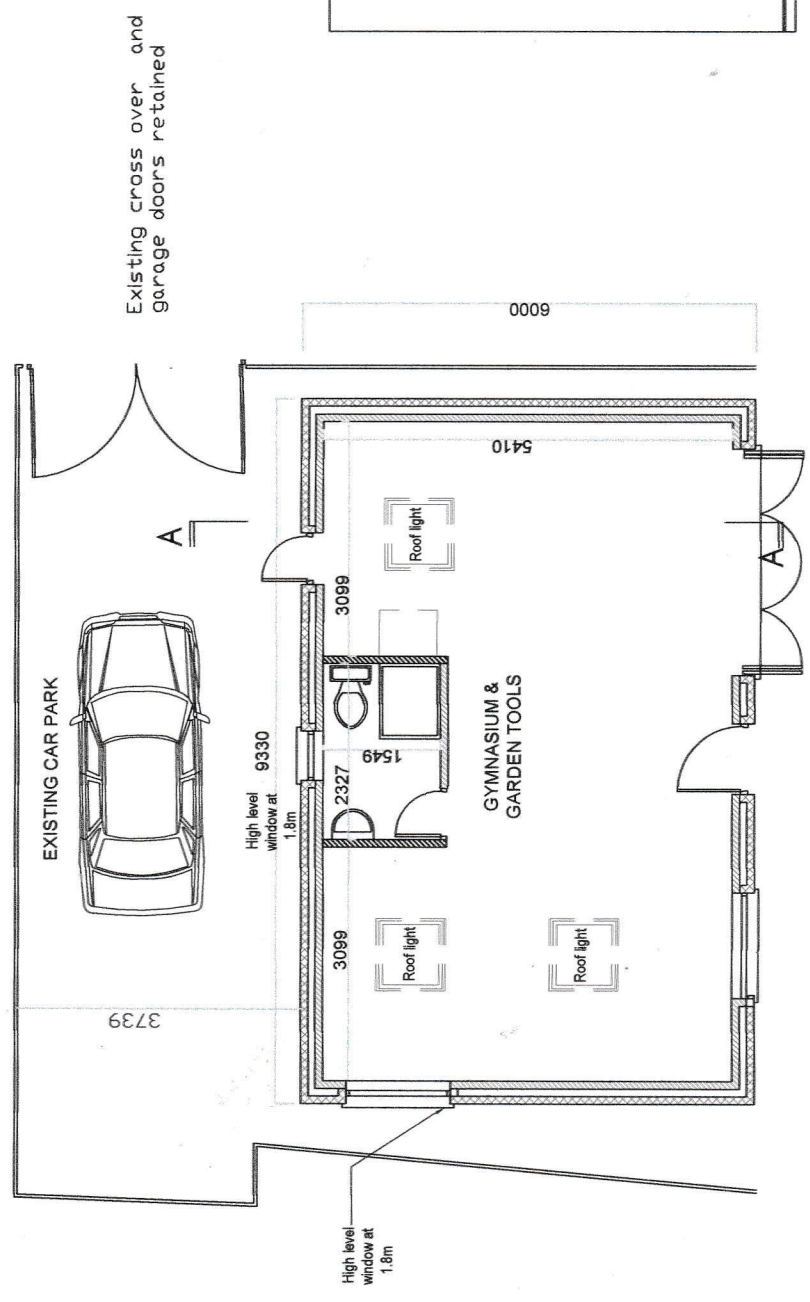 Existing cross over and
garage doors retained
EXISTING CAR PARK
A
3739
9330
6000
High level
window at
1.8m
3099
2327
3099
1549
5410
Roof light
Roof light
Roof light
GYMNASIUM &
GARDEN TOOLS
High level
window at
1.8m
A